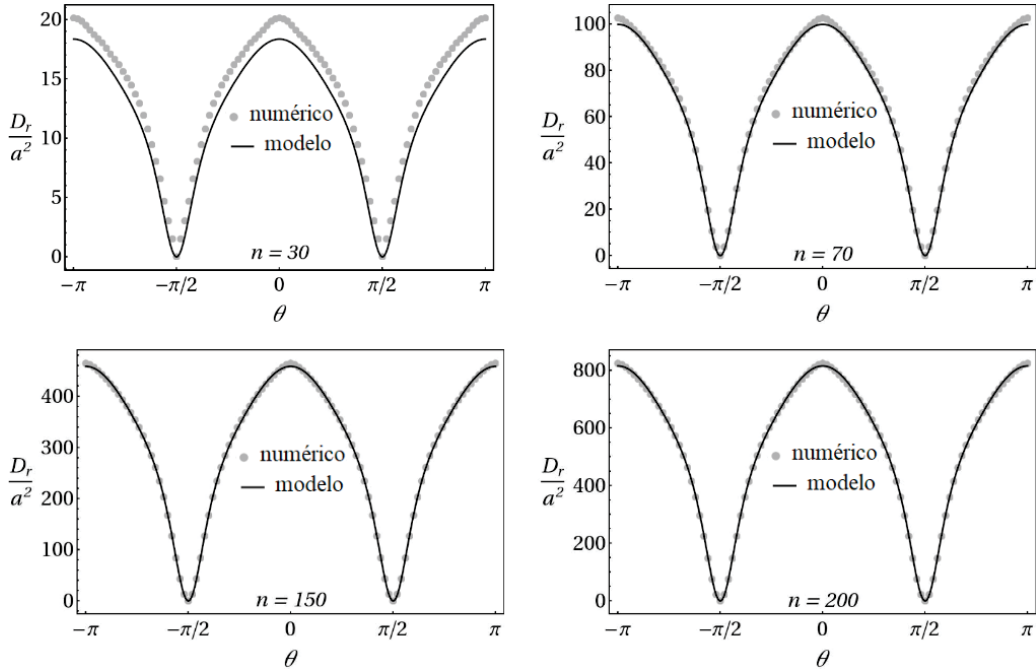 20
15
D_r
a^2
10
5
0
numérico
modelo
n = 30
−π
−π/2
0
π/2
π
θ
100
80
60
D_r
a^2
40
20
0
numérico
modelo
n = 70
−π
−π/2
0
π/2
π
θ
400
300
D_r
a^2
200
100
0
numérico
modelo
n = 150
−π
−π/2
0
π/2
π
θ
800
600
D_r
a^2
400
200
0
numérico
modelo
n = 200
−π
−π/2
0
π/2
π
θ